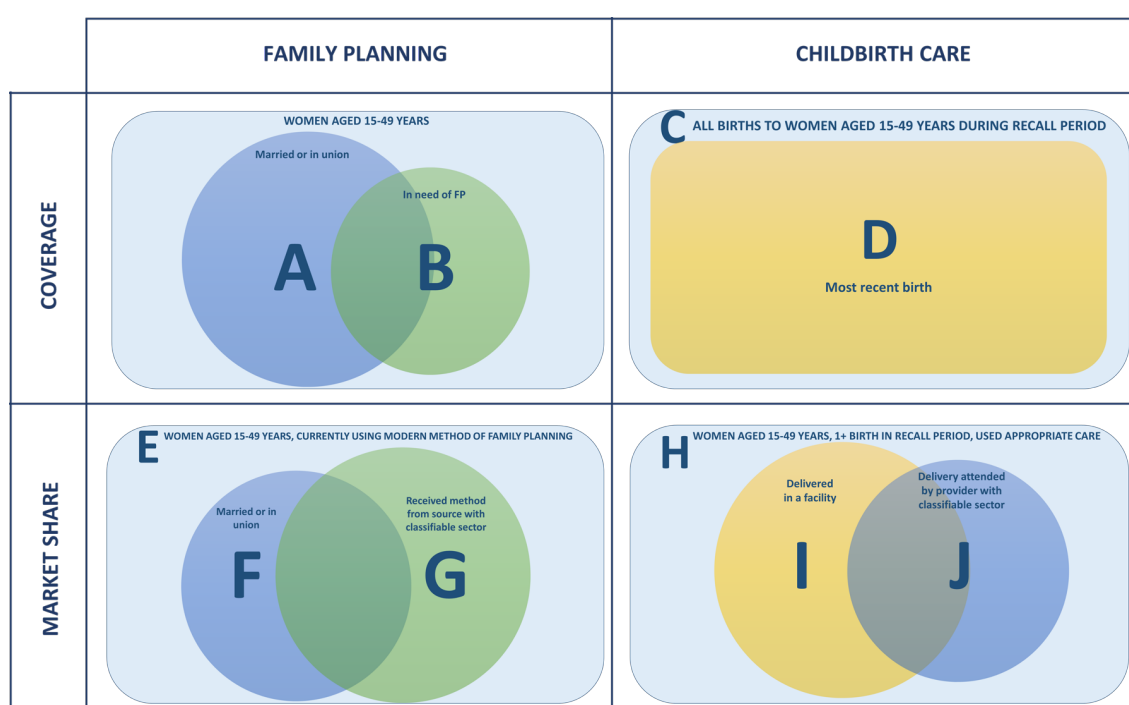 FAMILY PLANNING
CHILDBIRTH CARE
COVERAGE
WOMEN AGED 15-49 YEARS
Married or in union
In need of FP
A
B
C
ALL BIRTHS TO WOMEN AGED 15-49 YEARS DURING RECALL PERIOD
D
Most recent birth
MARKET SHARE
E
WOMEN AGED 15-49 YEARS, CURRENTLY USING MODERN METHOD OF FAMILY PLANNING
Married or in
union
Received method
from source with
classifiable sector
F
G
H
WOMEN AGED 15-49 YEARS, 1+ BIRTH IN RECALL PERIOD, USED APPROPRIATE CARE
Delivered
in a facility
Delivery attended
by provider with
classifiable sector
I
J